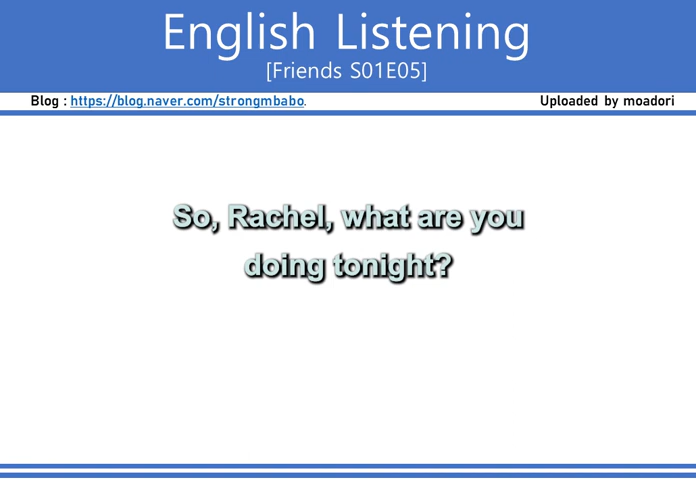 English Listening
[Friends S01E05]
Blog : https://blog.naver.com/strongmbabo. Uploaded by moadori
So, Rachel, what are you
doing tonight?